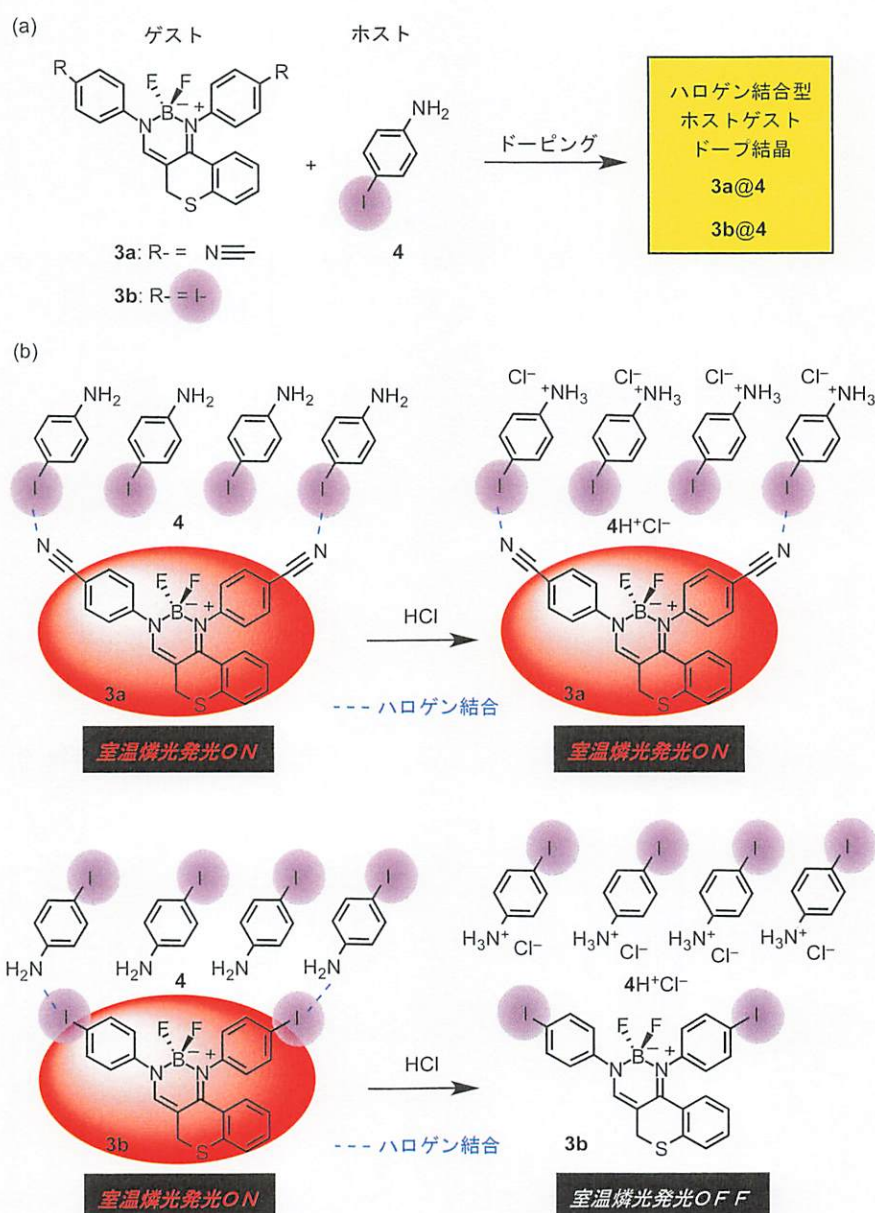 (a)
ゲスト
ホスト
R
F
F
R
B
−
+
N
N
S
+
NH2
I
4
ドーピング
ハロゲン結合型
ホストゲスト
ドープ結晶
3a@4
3b@4
3a: R- = N
3b: R- = I-
(b)
NH2
NH2
NH2
NH2
I
I
I
I
4
N
N
F
F
B
−
+
N
N
S
3a
室温燐光発光ON
HCl
--- ハロゲン結合
Cl−
Cl−
Cl−
Cl−
+NH3
+NH3
+NH3
+NH3
I
I
I
I
4H+Cl−
N
N
F
F
B
−
+
N
N
S
3a
室温燐光発光ON
I
I
I
I
H2N
H2N
H2N
H2N
4
I
I
F
F
B
−
+
N
N
S
3b
室温燐光発光ON
HCl
--- ハロゲン結合
I
I
I
I
H3N+Cl−
H3N+Cl−
H3N+Cl−
H3N+Cl−
4H+Cl−
I
I
F
F
B
−
+
N
N
S
3b
室温燐光発光OFF